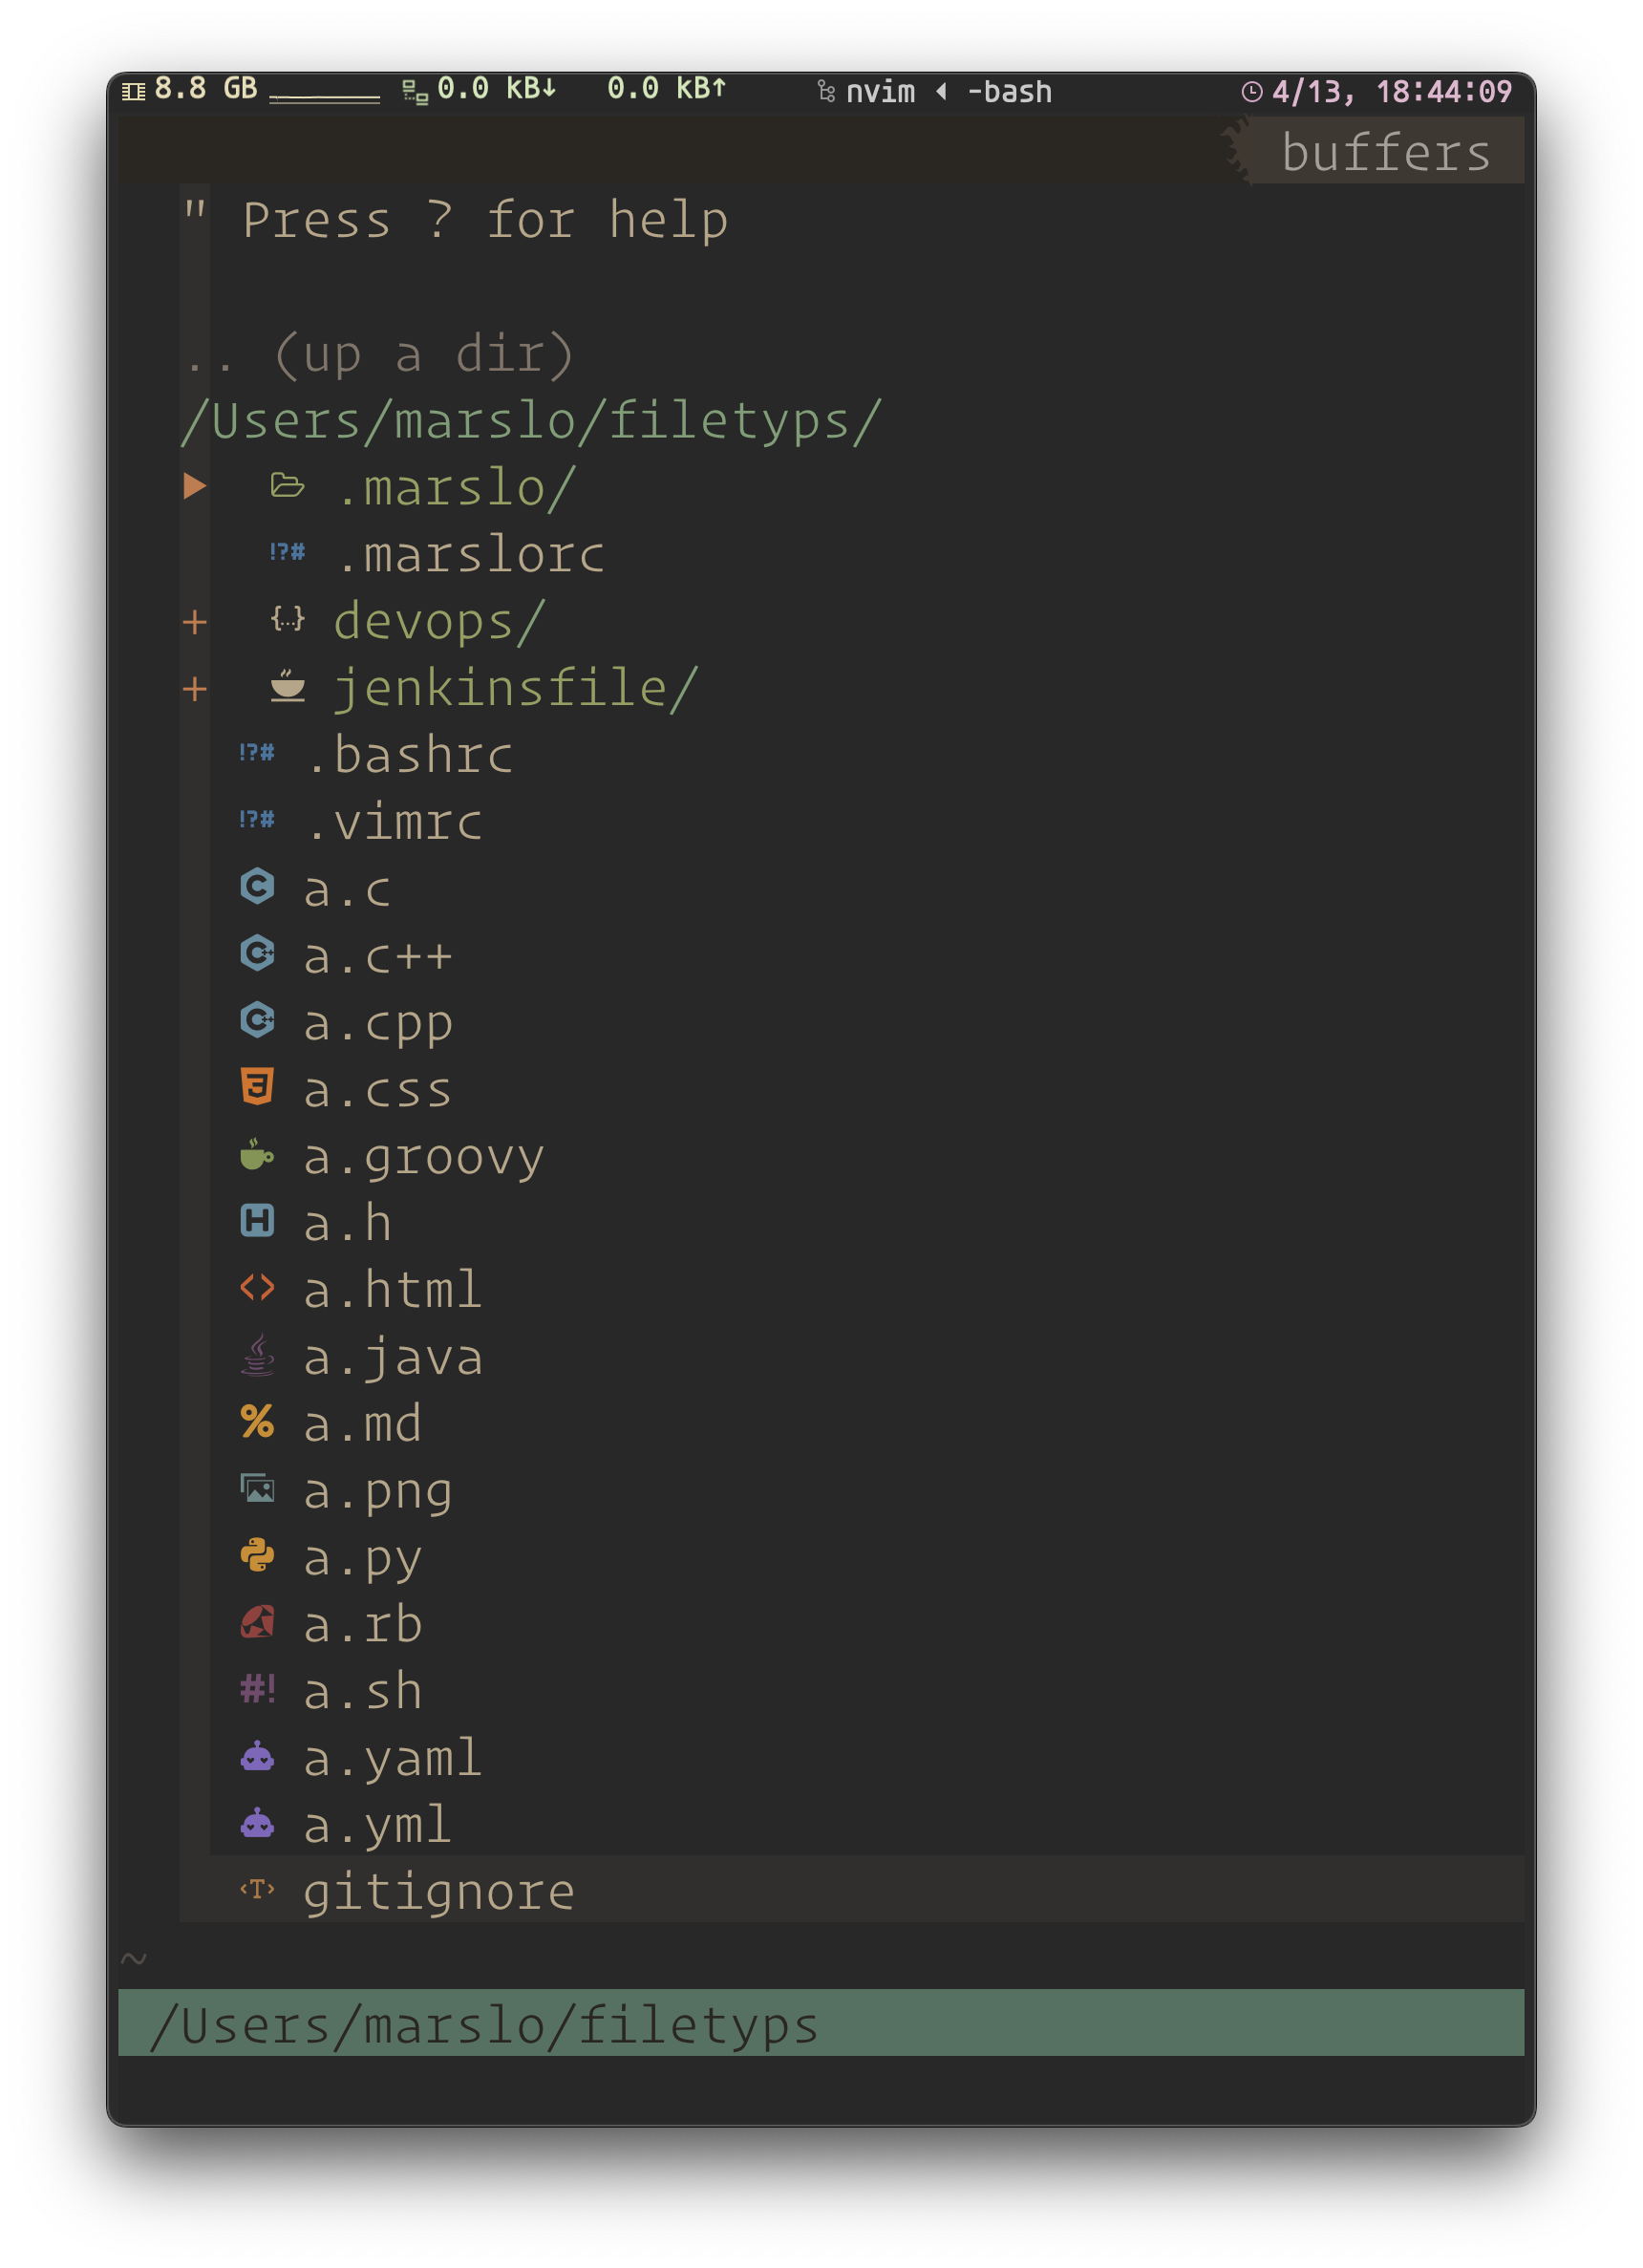 8.8 GB 0.0 kB↓ 0.0 kB↑ nvim ◂ -bash 4/13, 18:44:09
buffers
" Press ? for help
.. (up a dir)
/Users/marslo/filetyps/
▸ .marslo/
!?# .marslorc
+ {…} devops/
+ jenkinsfile/
!?# .bashrc
!?# .vimrc
a.c
a.c++
a.cpp
a.css
a.groovy
H a.h
<> a.html
a.java
% a.md
a.png
a.py
a.rb
#! a.sh
a.yaml
a.yml
<T> gitignore
~
/Users/marslo/filetyps